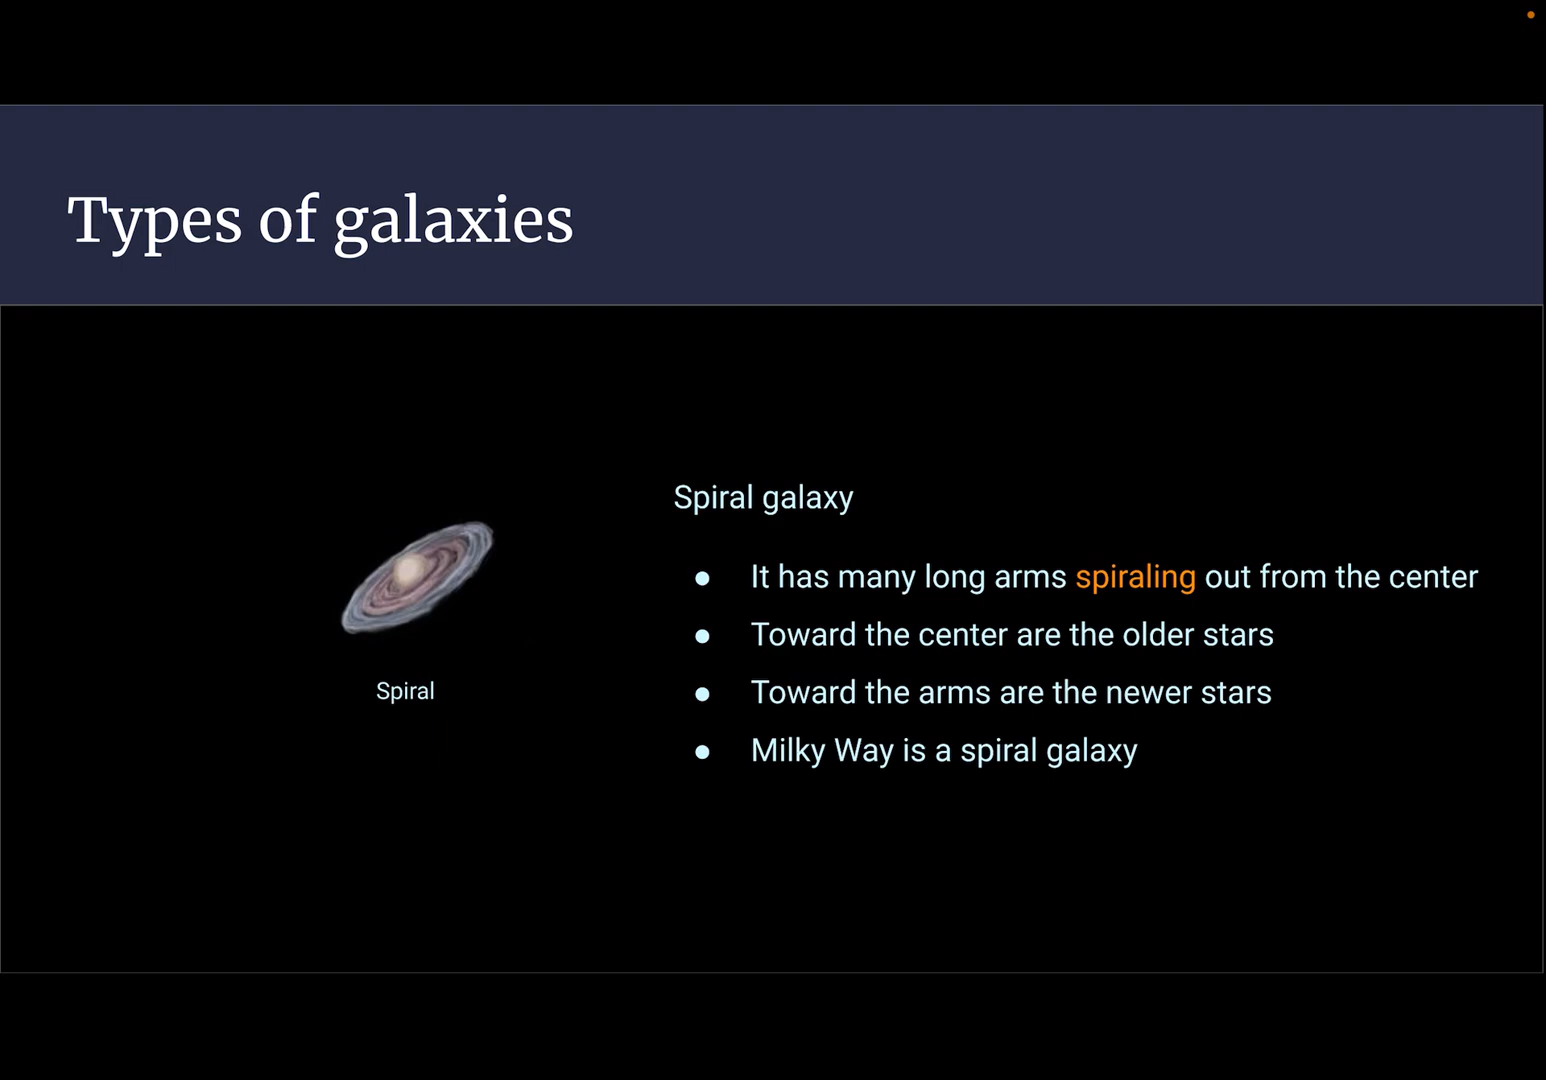 Types of galaxies
Spiral galaxy
● It has many long arms spiraling out from the center
● Toward the center are the older stars
● Toward the arms are the newer stars
● Milky Way is a spiral galaxy
Spiral